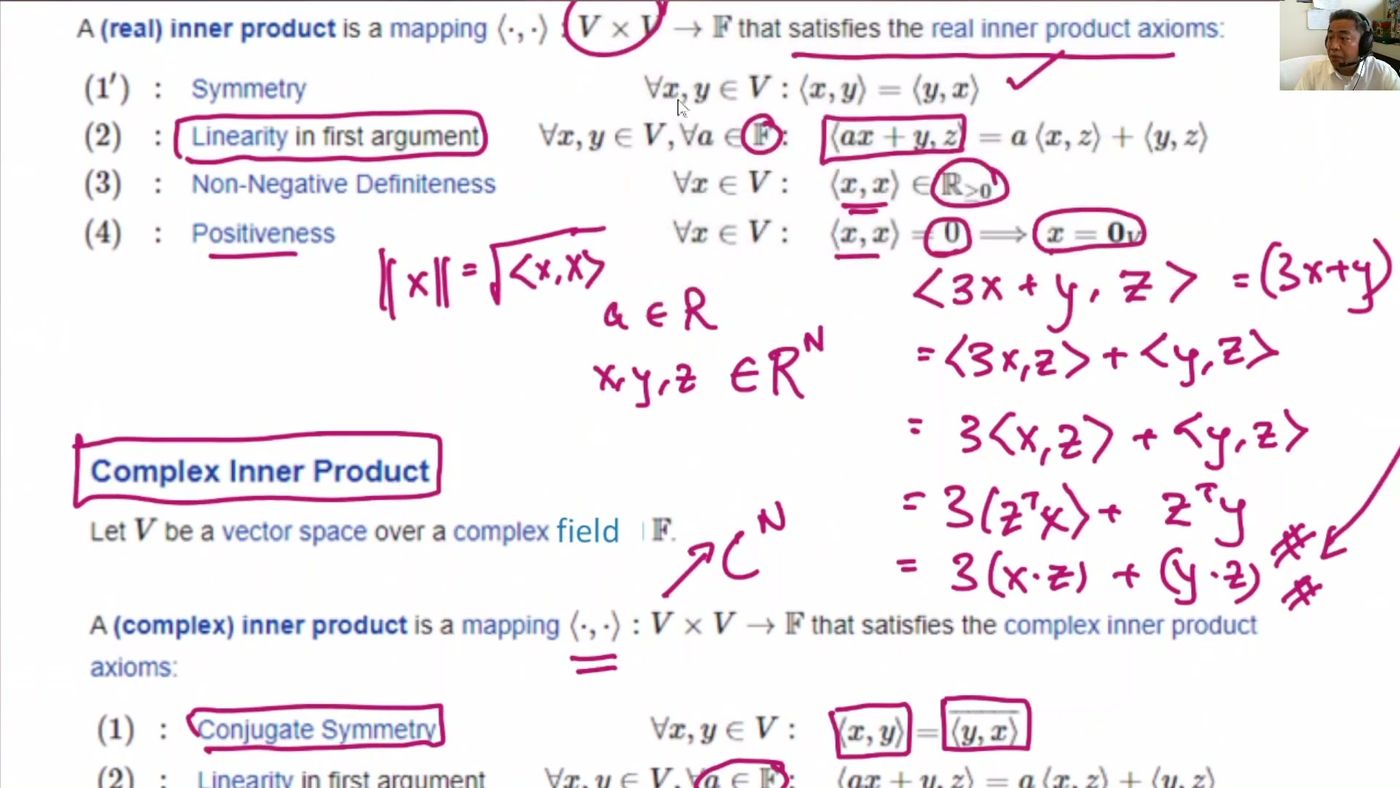 A (real) inner product is a mapping ⟨·,·⟩ : V × V → 𝔽 that satisfies the real inner product axioms:
(1′) : Symmetry ∀x, y ∈ V : ⟨x, y⟩ = ⟨y, x⟩ ✓
(2) : Linearity in first argument ∀x, y ∈ V, ∀a ∈ 𝔽 : ⟨ax + y, z⟩ = a ⟨x, z⟩ + ⟨y, z⟩
(3) : Non-Negative Definiteness ∀x ∈ V : ⟨x, x⟩ ∈ ℝ≥0
(4) : Positiveness ∀x ∈ V : ⟨x, x⟩ = 0 ⟹ x = 0V
||x|| = √<x,x>
a ∈ R
x, y, z ∈ R^N
<3x + y, z> = (3x+y)
= <3x,z> + <y,z>
= 3<x,z> + <y,z>
= 3(zᵀx) + zᵀy
= 3(x·z) + (y·z) #
#
Complex Inner Product
Let V be a vector space over a complex field 𝔽.
C^N
A (complex) inner product is a mapping ⟨·,·⟩ : V × V → 𝔽 that satisfies the complex inner product
axioms:
(1) : Conjugate Symmetry ∀x, y ∈ V : ⟨x, y⟩ = \overline{⟨y, x⟩}
(2) : Linearity in first argument ∀x, y ∈ V, ∀a ∈ 𝔽 : ⟨ax + y, z⟩ = a ⟨x, z⟩ + ⟨y, z⟩